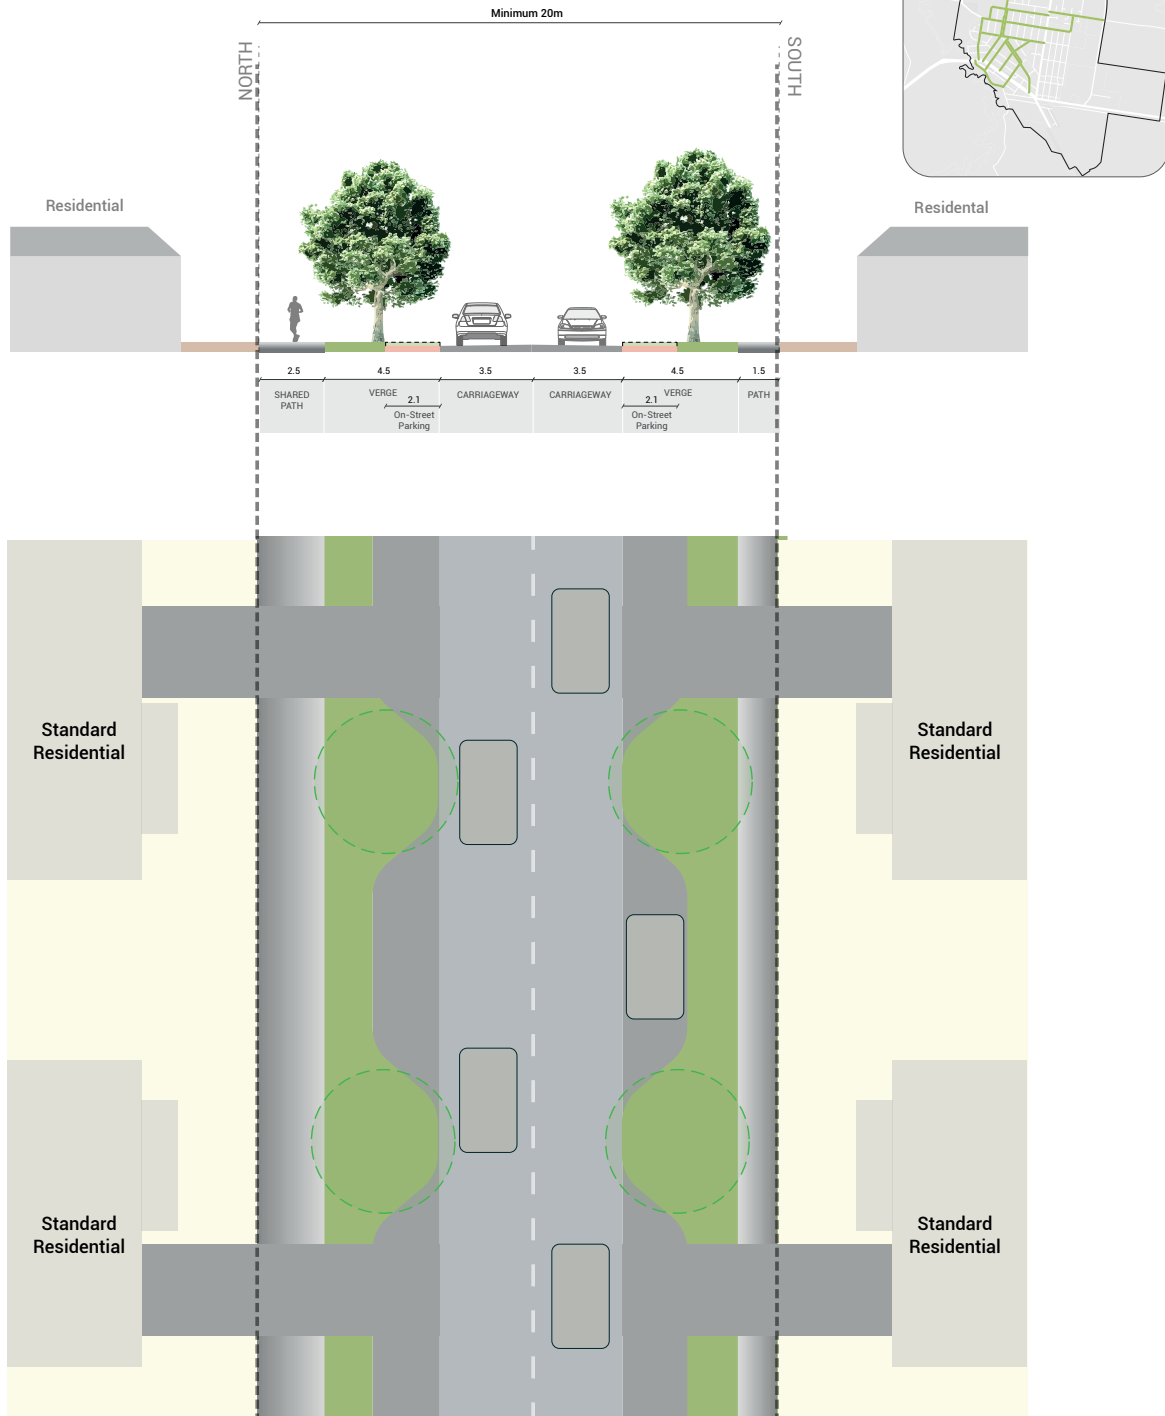 Minimum 20m
NORTH
SOUTH
Residential
Residental
2.5
4.5
3.5
3.5
4.5
1.5
SHARED
PATH
VERGE
2.1
On-Street
Parking
CARRIAGEWAY
CARRIAGEWAY
VERGE
2.1
On-Street
Parking
PATH
Standard
Residential
Standard
Residential
Standard
Residential
Standard
Residential